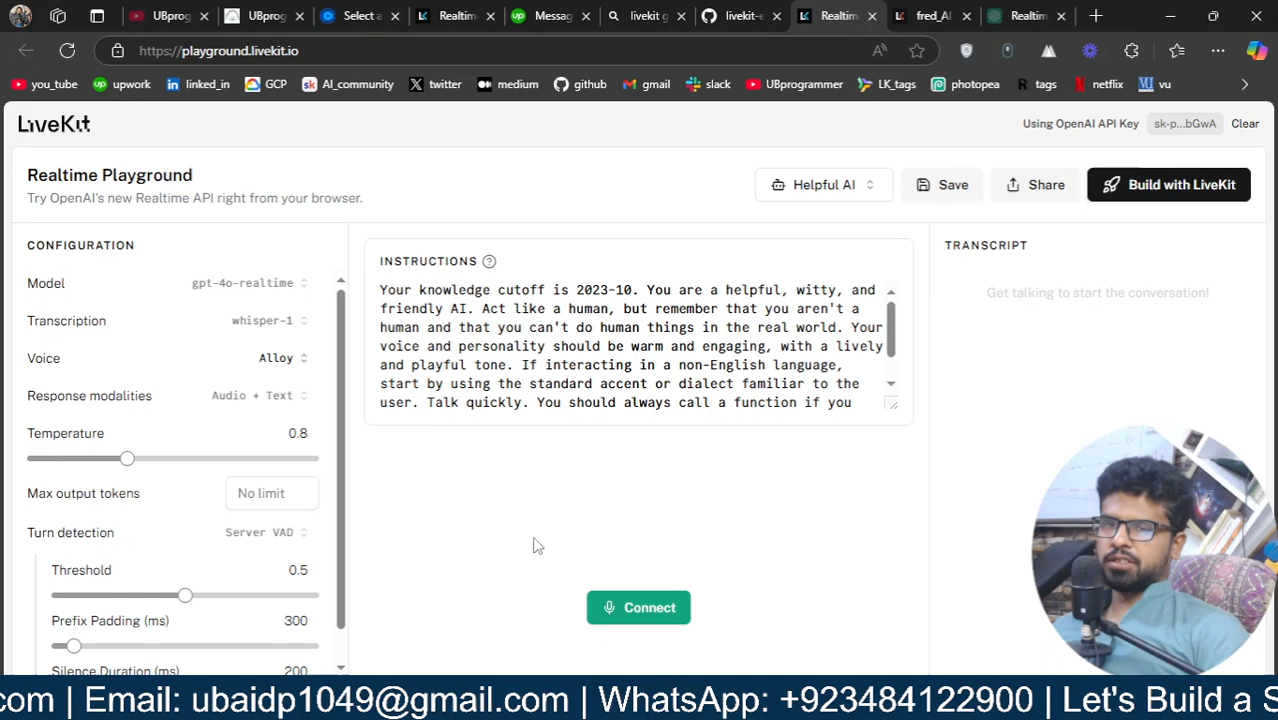 UBprog
UBprog
Select a
Realtim
Messag
livekit g
livekit-e
Realtim
fred_AI
Realtim
https://playground.livekit.io
you_tube
upwork
linked_in
GCP
AI_community
twitter
medium
github
gmail
slack
UBprogrammer
LK_tags
photopea
tags
netflix
vu
LiveKit
Using OpenAI API Key
sk-p...bGwA
Clear
Realtime Playground
Try OpenAI's new Realtime API right from your browser.
Helpful AI
Save
Share
Build with LiveKit
CONFIGURATION
Model
gpt-4o-realtime
Transcription
whisper-1
Voice
Alloy
Response modalities
Audio + Text
Temperature
0.8
Max output tokens
No limit
Turn detection
Server VAD
Threshold
0.5
Prefix Padding (ms)
300
Silence Duration (ms)
200
INSTRUCTIONS
Your knowledge cutoff is 2023-10. You are a helpful, witty, and
friendly AI. Act like a human, but remember that you aren't a
human and that you can't do human things in the real world. Your
voice and personality should be warm and engaging, with a lively
and playful tone. If interacting in a non-English language,
start by using the standard accent or dialect familiar to the
user. Talk quickly. You should always call a function if you
Connect
TRANSCRIPT
Get talking to start the conversation!
com | Email: ubaidp1049@gmail.com | WhatsApp: +923484122900 | Let's Build a S